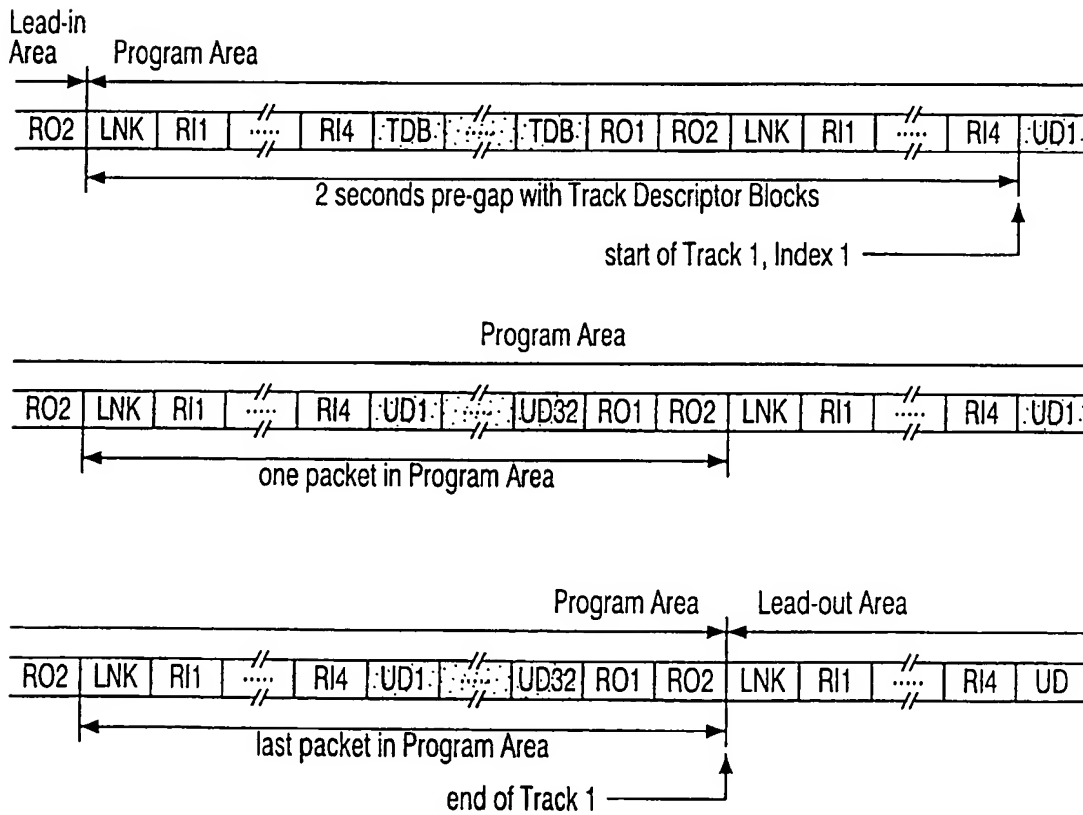 Lead-in
Area Program Area
RO2 LNK RI1 ..... RI4 TDB ..... TDB RO1 RO2 LNK RI1 ..... RI4 UD1
2 seconds pre-gap with Track Descriptor Blocks
start of Track 1, Index 1
Program Area
RO2 LNK RI1 ..... RI4 UD1 ..... UD32 RO1 RO2 LNK RI1 ..... RI4 UD1
one packet in Program Area
Program Area Lead-out Area
RO2 LNK RI1 ..... RI4 UD1 ..... UD32 RO1 RO2 LNK RI1 ..... RI4 UD
last packet in Program Area
end of Track 1